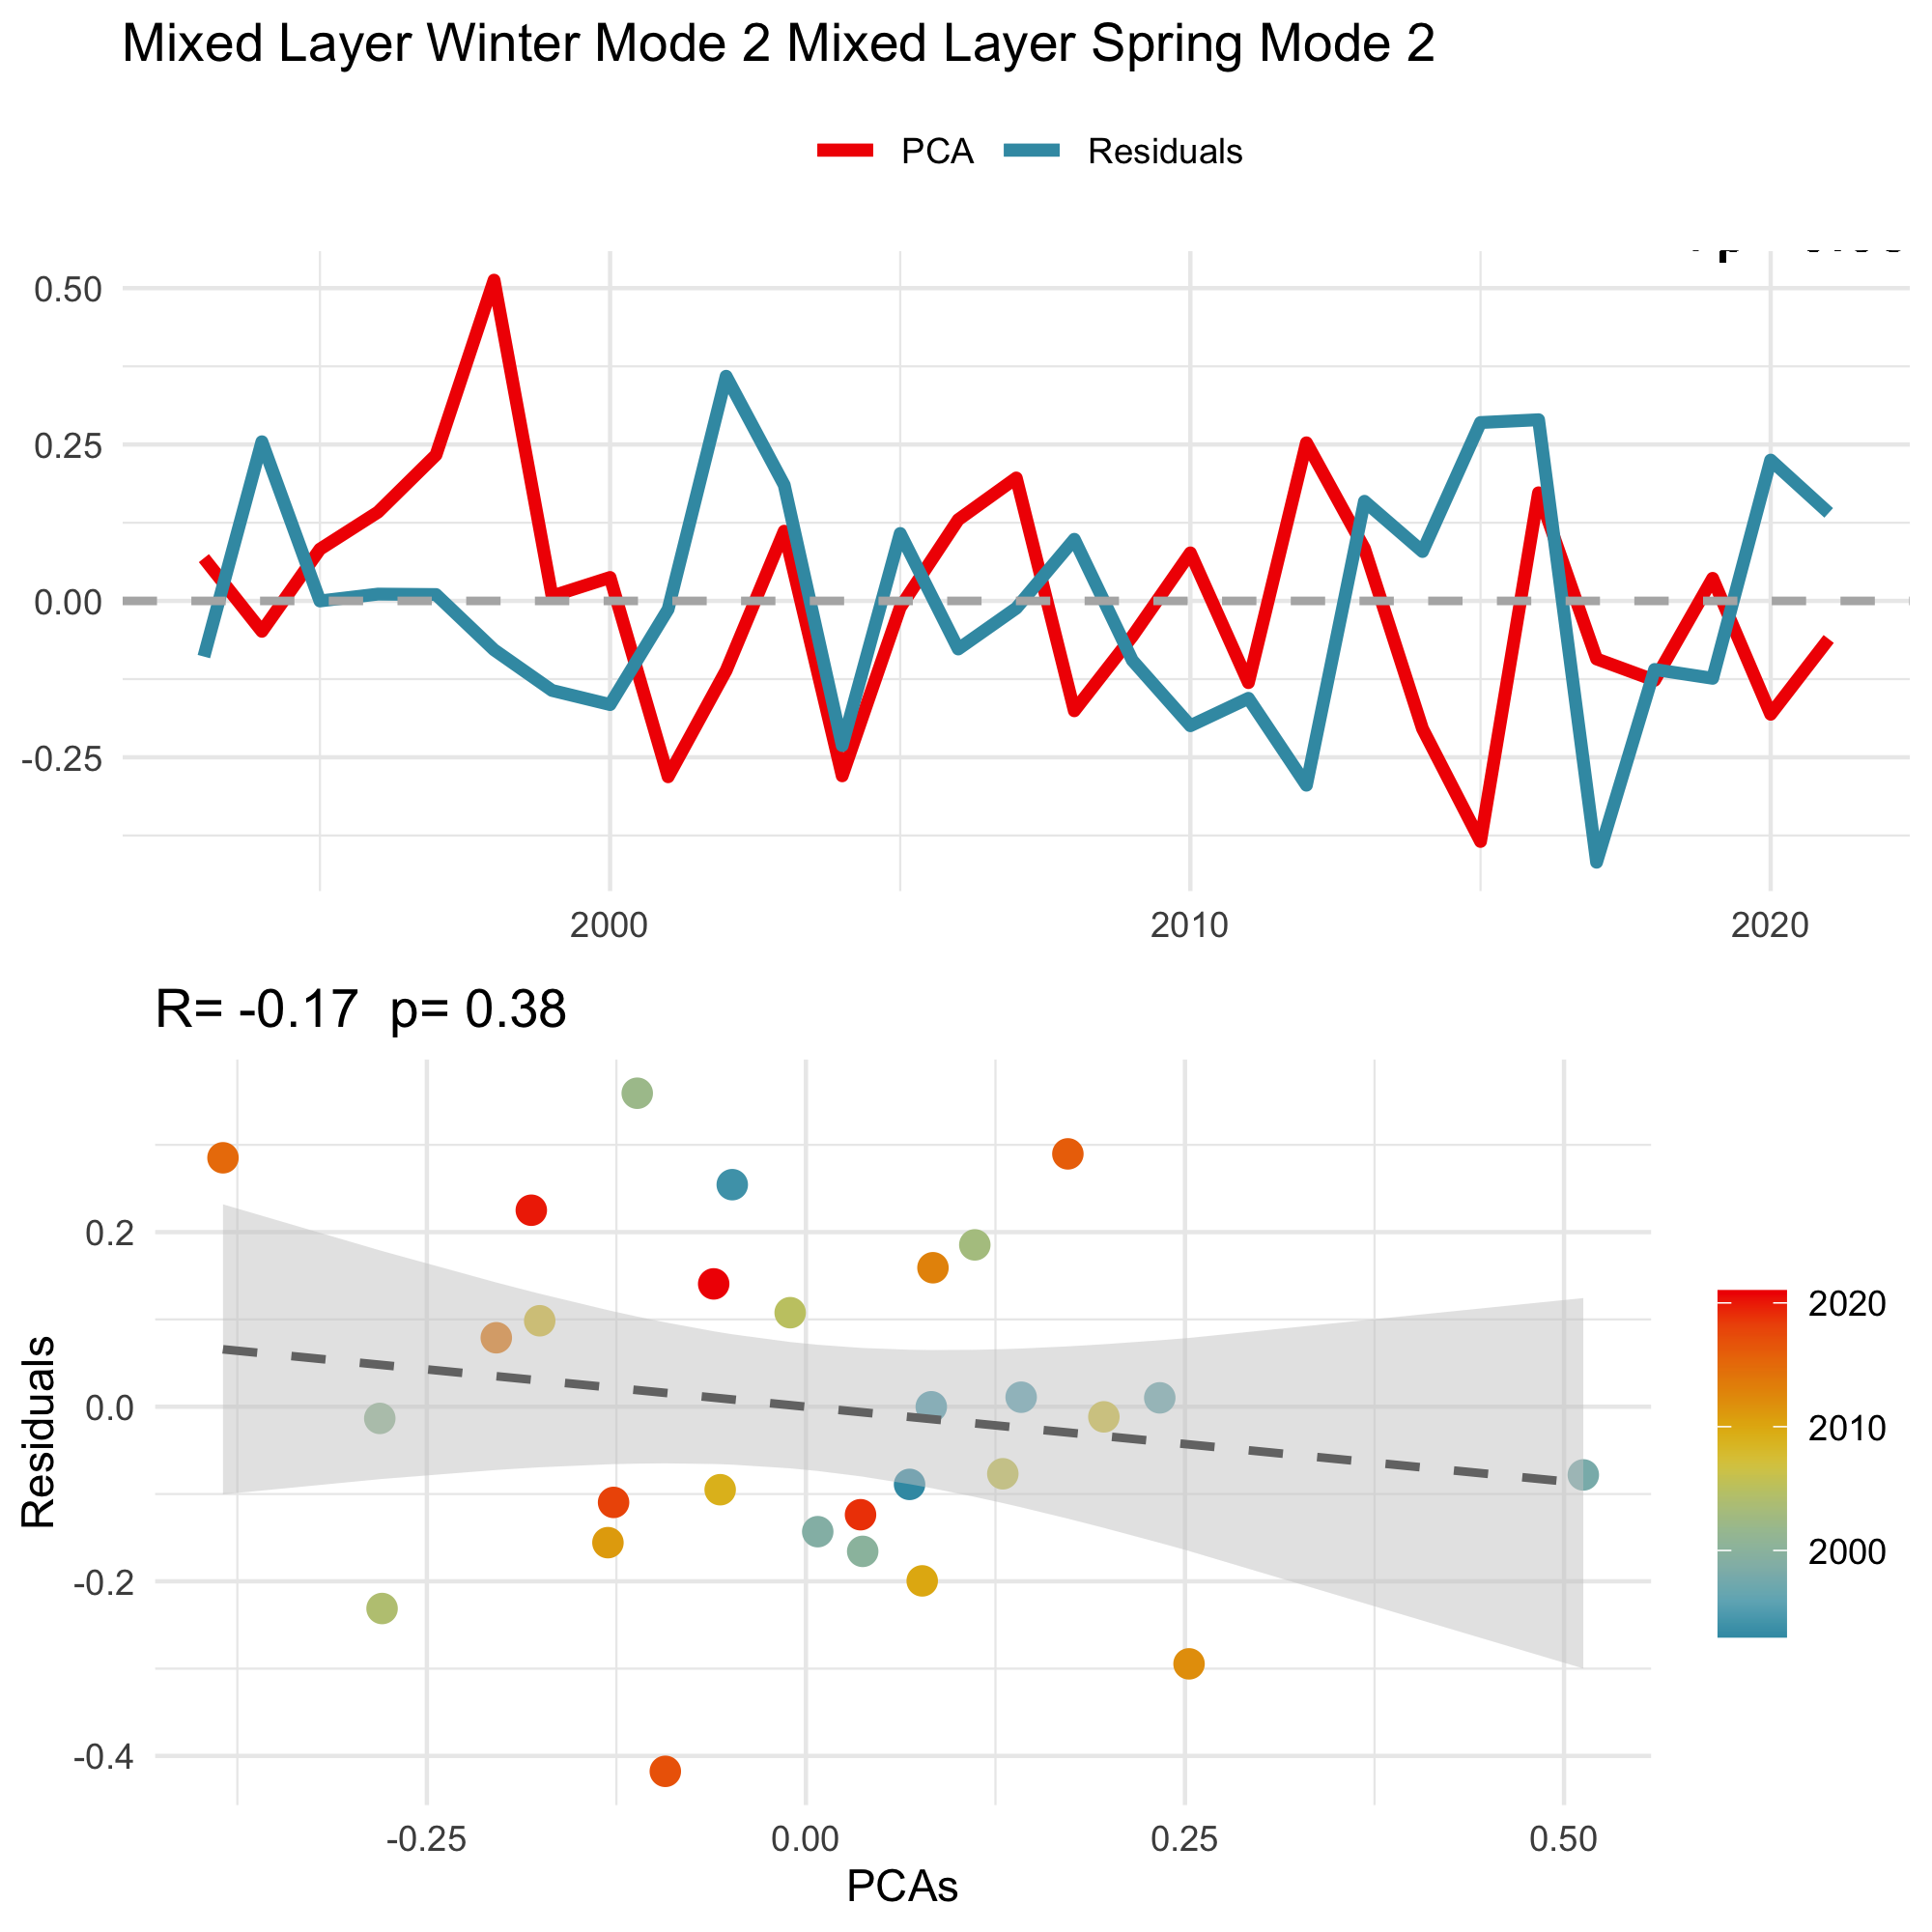 Mixed Layer Winter Mode 2 Mixed Layer Spring Mode 2
PCA Residuals
0.50
0.25
0.00
-0.25
2000 2010 2020
R= -0.17 p= 0.38
Residuals
0.2
0.0
-0.2
-0.4
-0.25 0.00 0.25 0.50
PCAs
2020
2010
2000